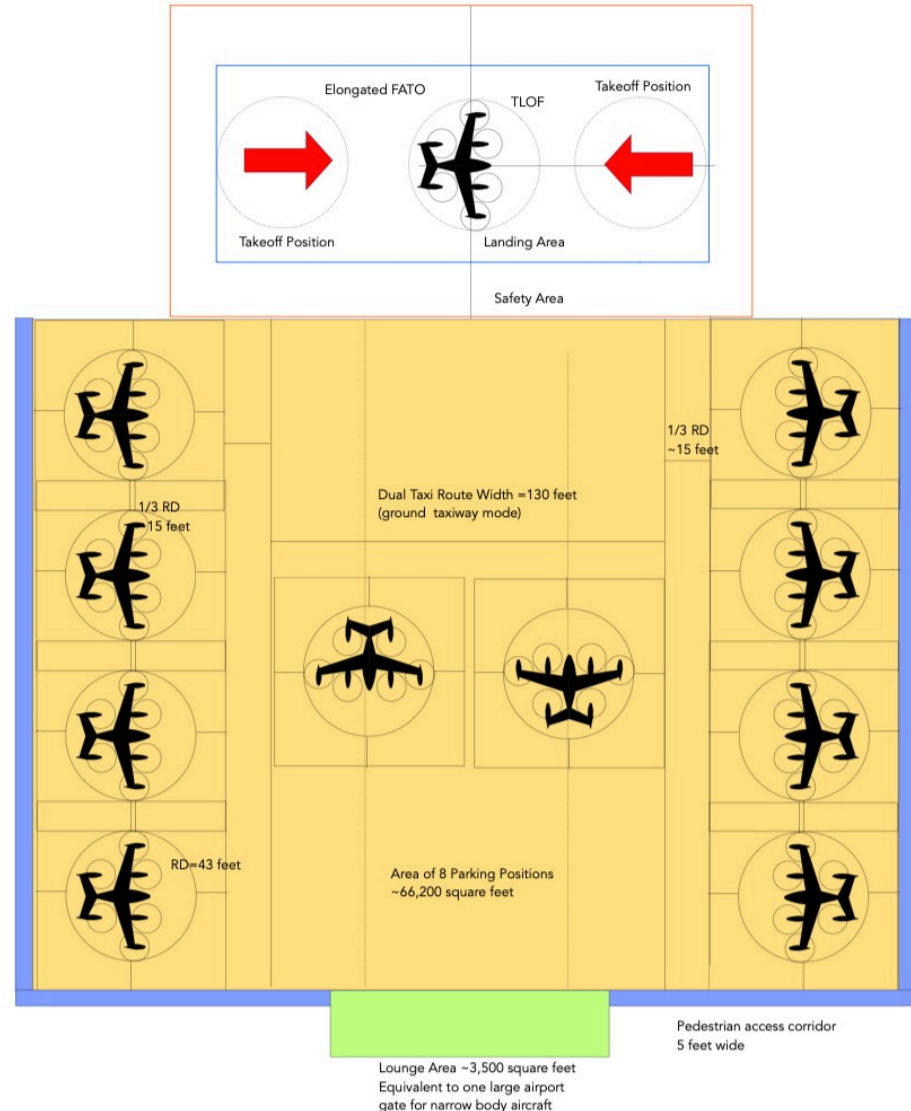 Elongated FATO
TLOF
Takeoff Position
Takeoff Position
Landing Area
Safety Area
1/3 RD
~15 feet
1/3 RD
15 feet
Dual Taxi Route Width =130 feet
(ground taxiway mode)
RD=43 feet
Area of 8 Parking Positions
~66,200 square feet
Pedestrian access corridor
5 feet wide
Lounge Area ~3,500 square feet
Equivalent to one large airport
gate for narrow body aircraft